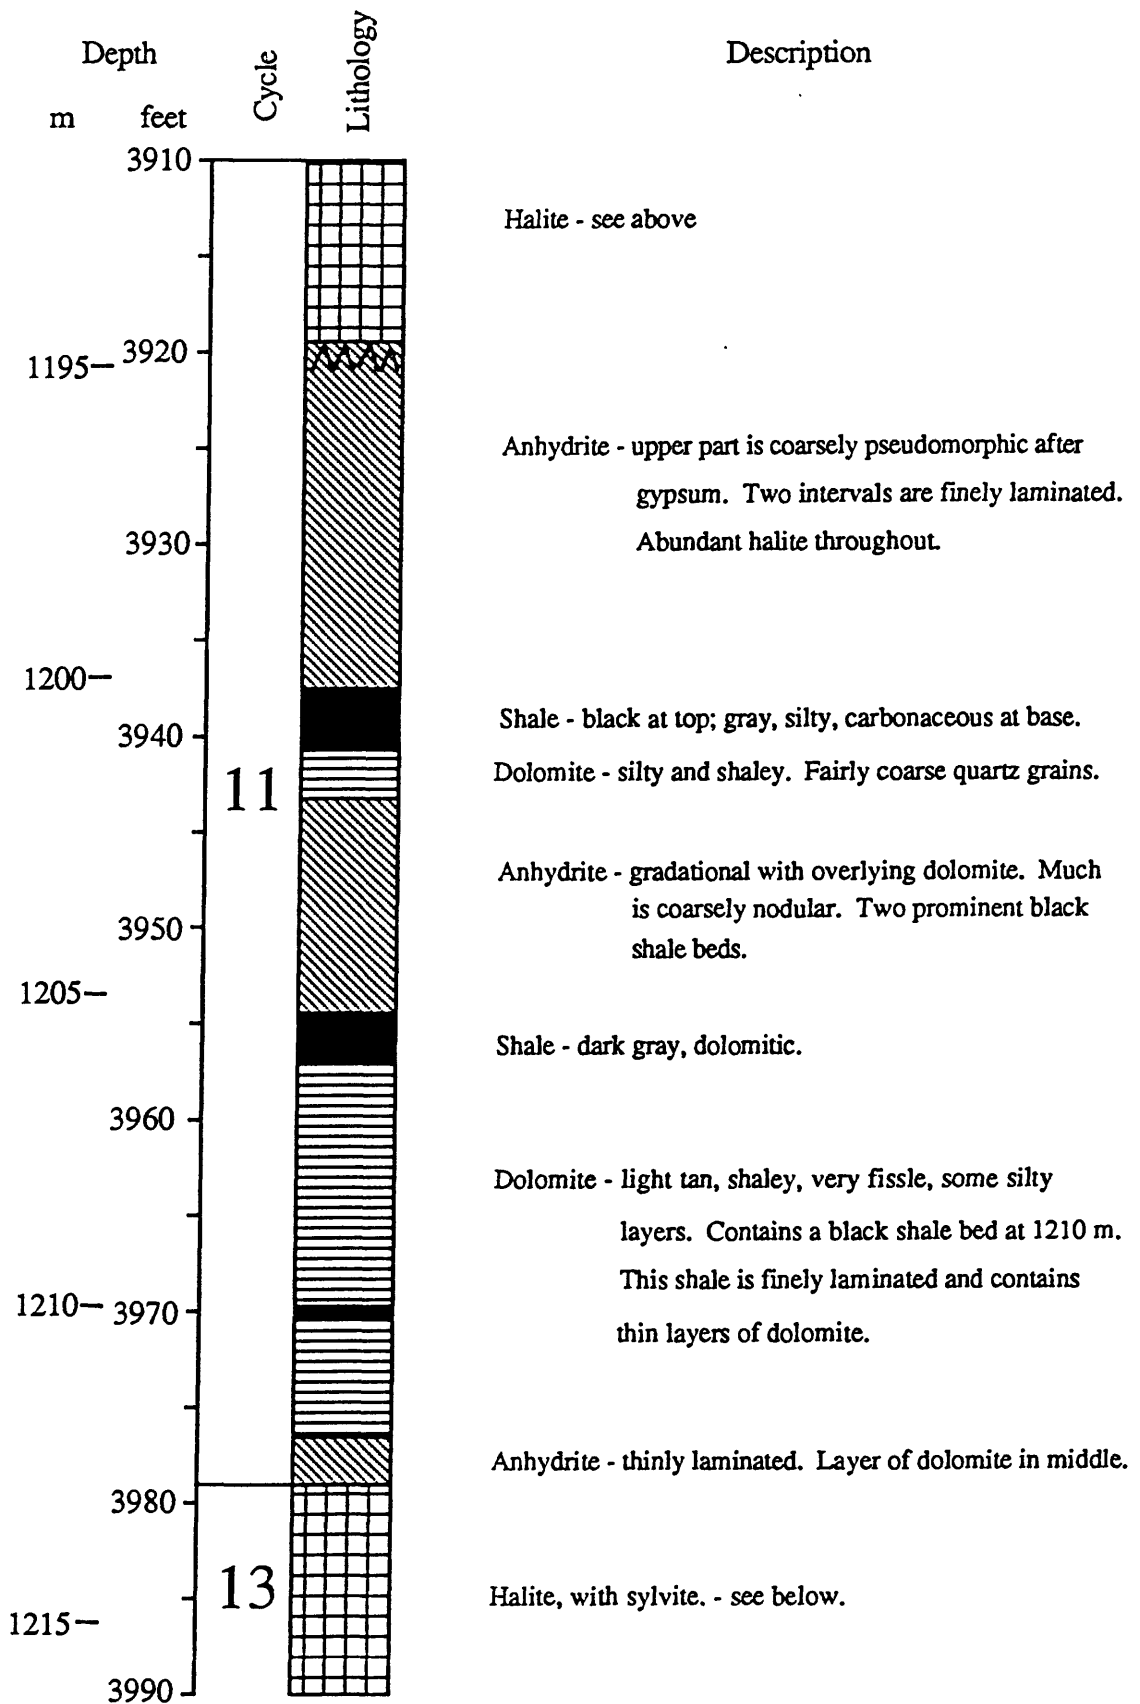 Depth
Cycle
Lithology
Description
m feet
3910
Halite - see above
1195 3920
Anhydrite - upper part is coarsely pseudomorphic after
gypsum. Two intervals are finely laminated.
3930 Abundant halite throughout.
1200
Shale - black at top; gray, silty, carbonaceous at base.
3940
Dolomite - silty and shaley. Fairly coarse quartz grains.
11
Anhydrite - gradational with overlying dolomite. Much
is coarsely nodular. Two prominent black
3950
shale beds.
1205
Shale - dark gray, dolomitic.
3960
Dolomite - light tan, shaley, very fissle, some silty
layers. Contains a black shale bed at 1210 m.
This shale is finely laminated and contains
1210 3970
thin layers of dolomite.
Anhydrite - thinly laminated. Layer of dolomite in middle.
3980
13
Halite, with sylvite. - see below.
1215
3990